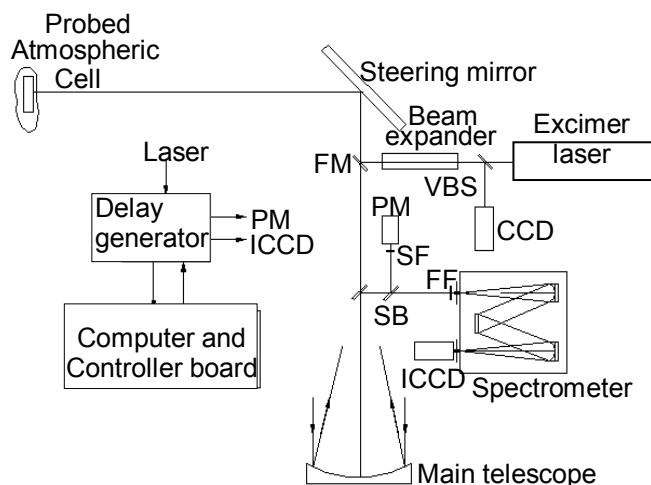 Probed
Atmospheric
Cell
Steering mirror
Beam
expander
Excimer
laser
FM
VBS
Laser
PM
CCD
Delay
generator
PM
ICCD
SF
FF
SB
Computer and
Controller board
ICCD
Spectrometer
Main telescope